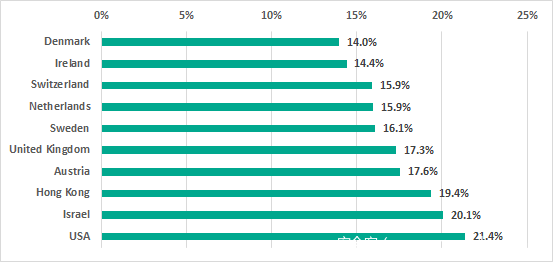 0% 5% 10% 15% 20% 25%
Denmark 14.0%
Ireland 14.4%
Switzerland 15.9%
Netherlands 15.9%
Sweden 16.1%
United Kingdom 17.3%
Austria 17.6%
Hong Kong 19.4%
Israel 20.1%
USA 21.4%